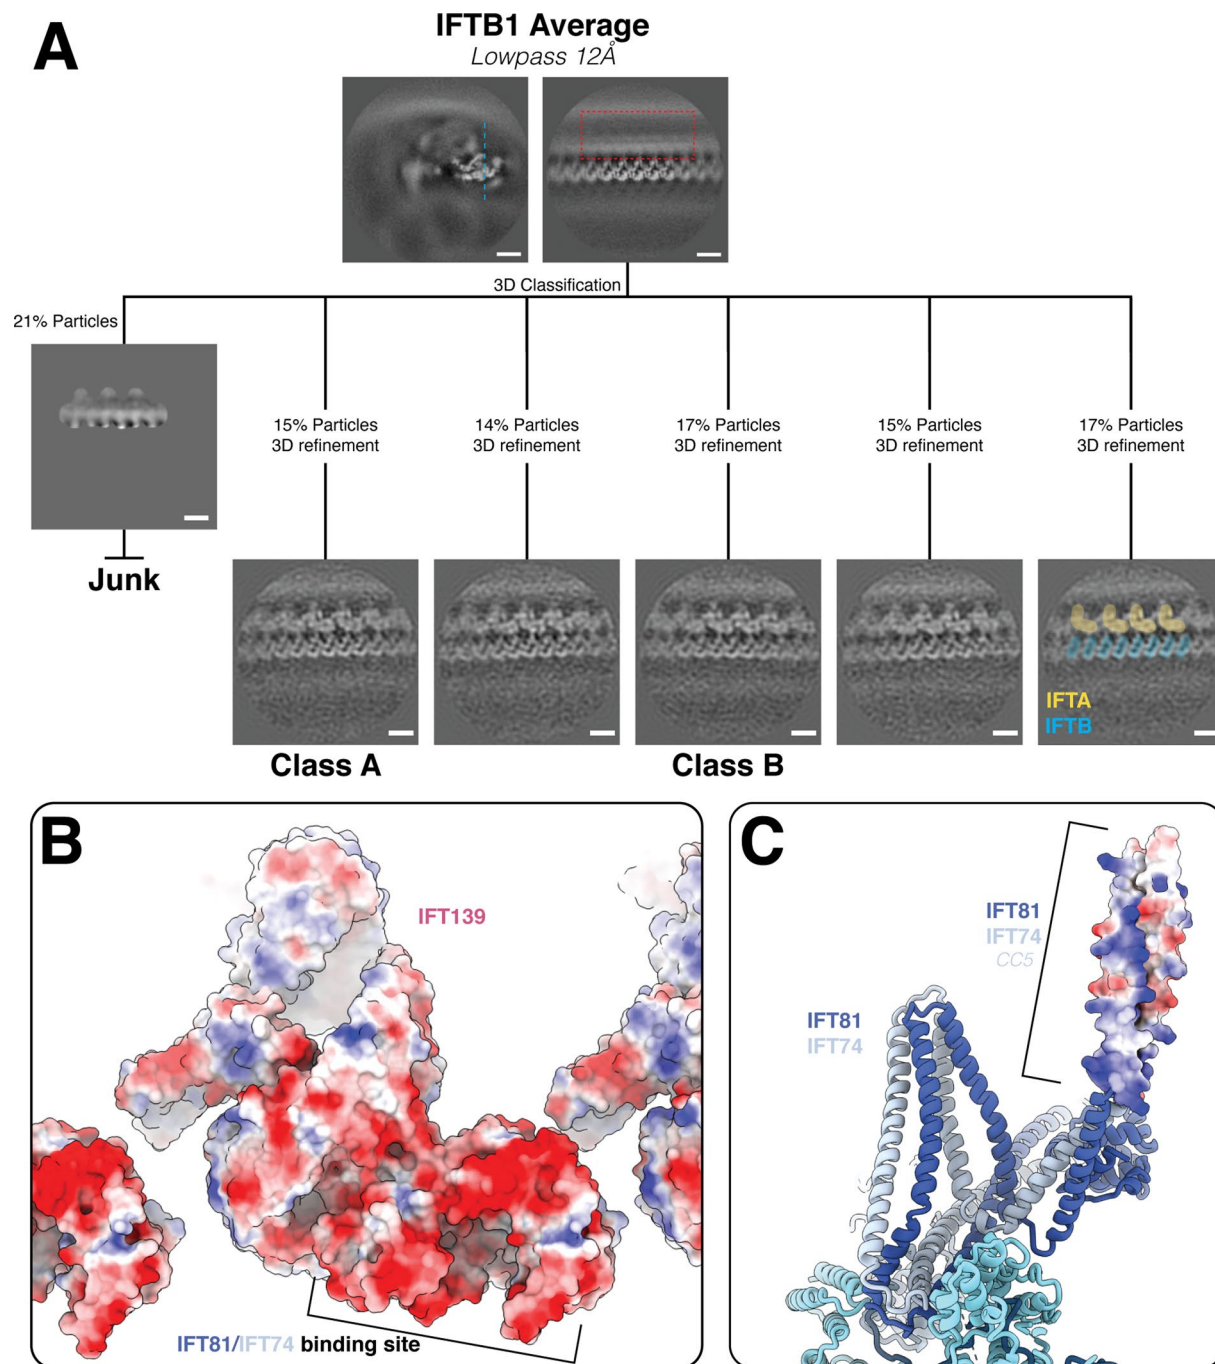 A
IFTB1 Average
Lowpass 12Å
3D Classification
21% Particles
15% Particles
3D refinement
14% Particles
3D refinement
17% Particles
3D refinement
15% Particles
3D refinement
17% Particles
3D refinement
Junk
IFTA
IFTB
Class A
Class B
B
IFT139
IFT81/IFT74 binding site
C
IFT81
IFT74
CC5
IFT81
IFT74